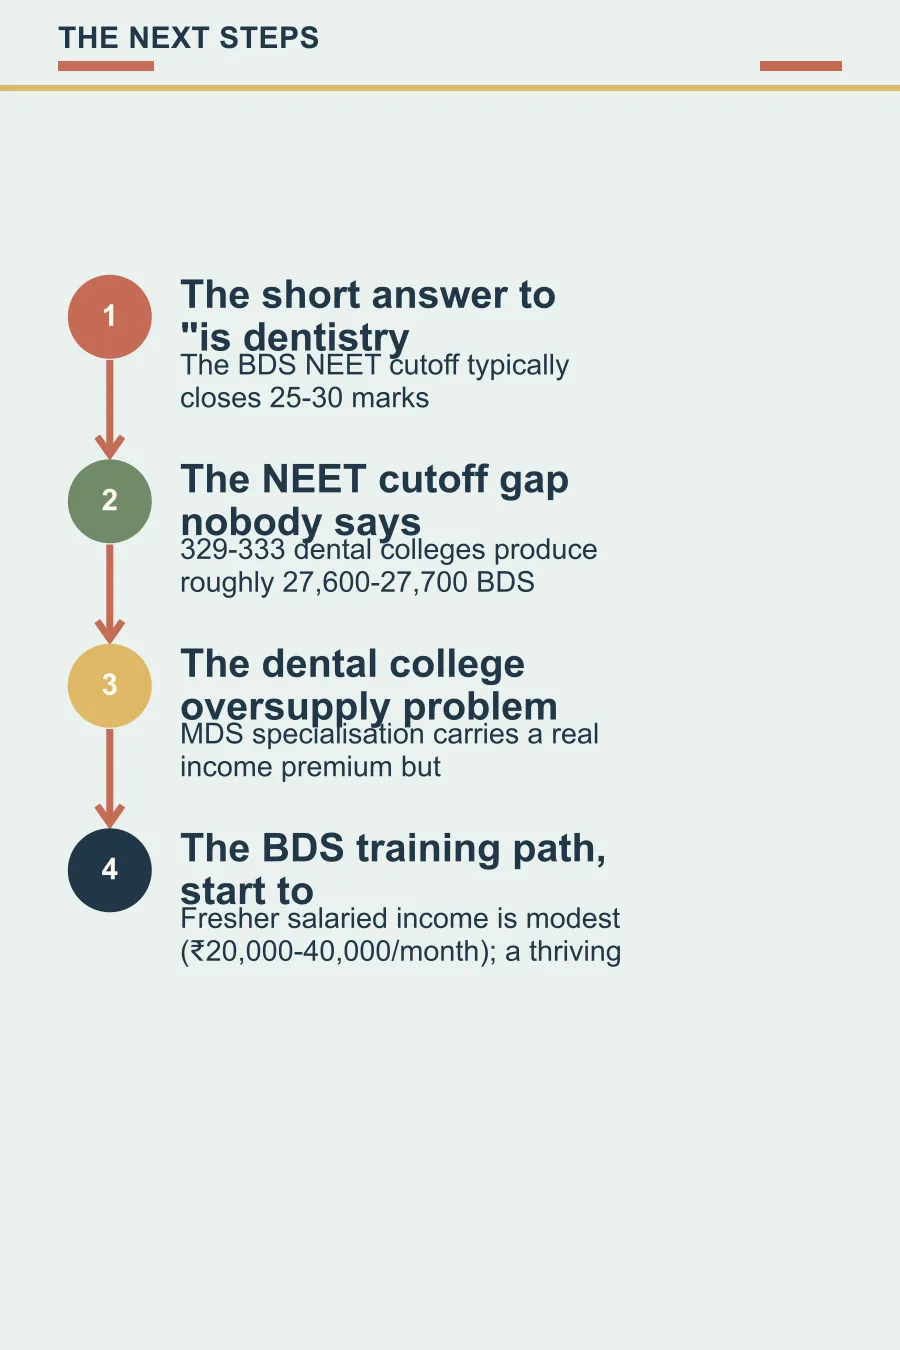 THE NEXT STEPS
1
The short answer to
"is dentistry
The BDS NEET cutoff typically
closes 25-30 marks
2
The NEET cutoff gap
nobody says
329-333 dental colleges produce
roughly 27,600-27,700 BDS
3
The dental college
oversupply problem
MDS specialisation carries a real
income premium but
4
The BDS training path,
start to
Fresher salaried income is modest
(₹20,000-40,000/month); a thriving